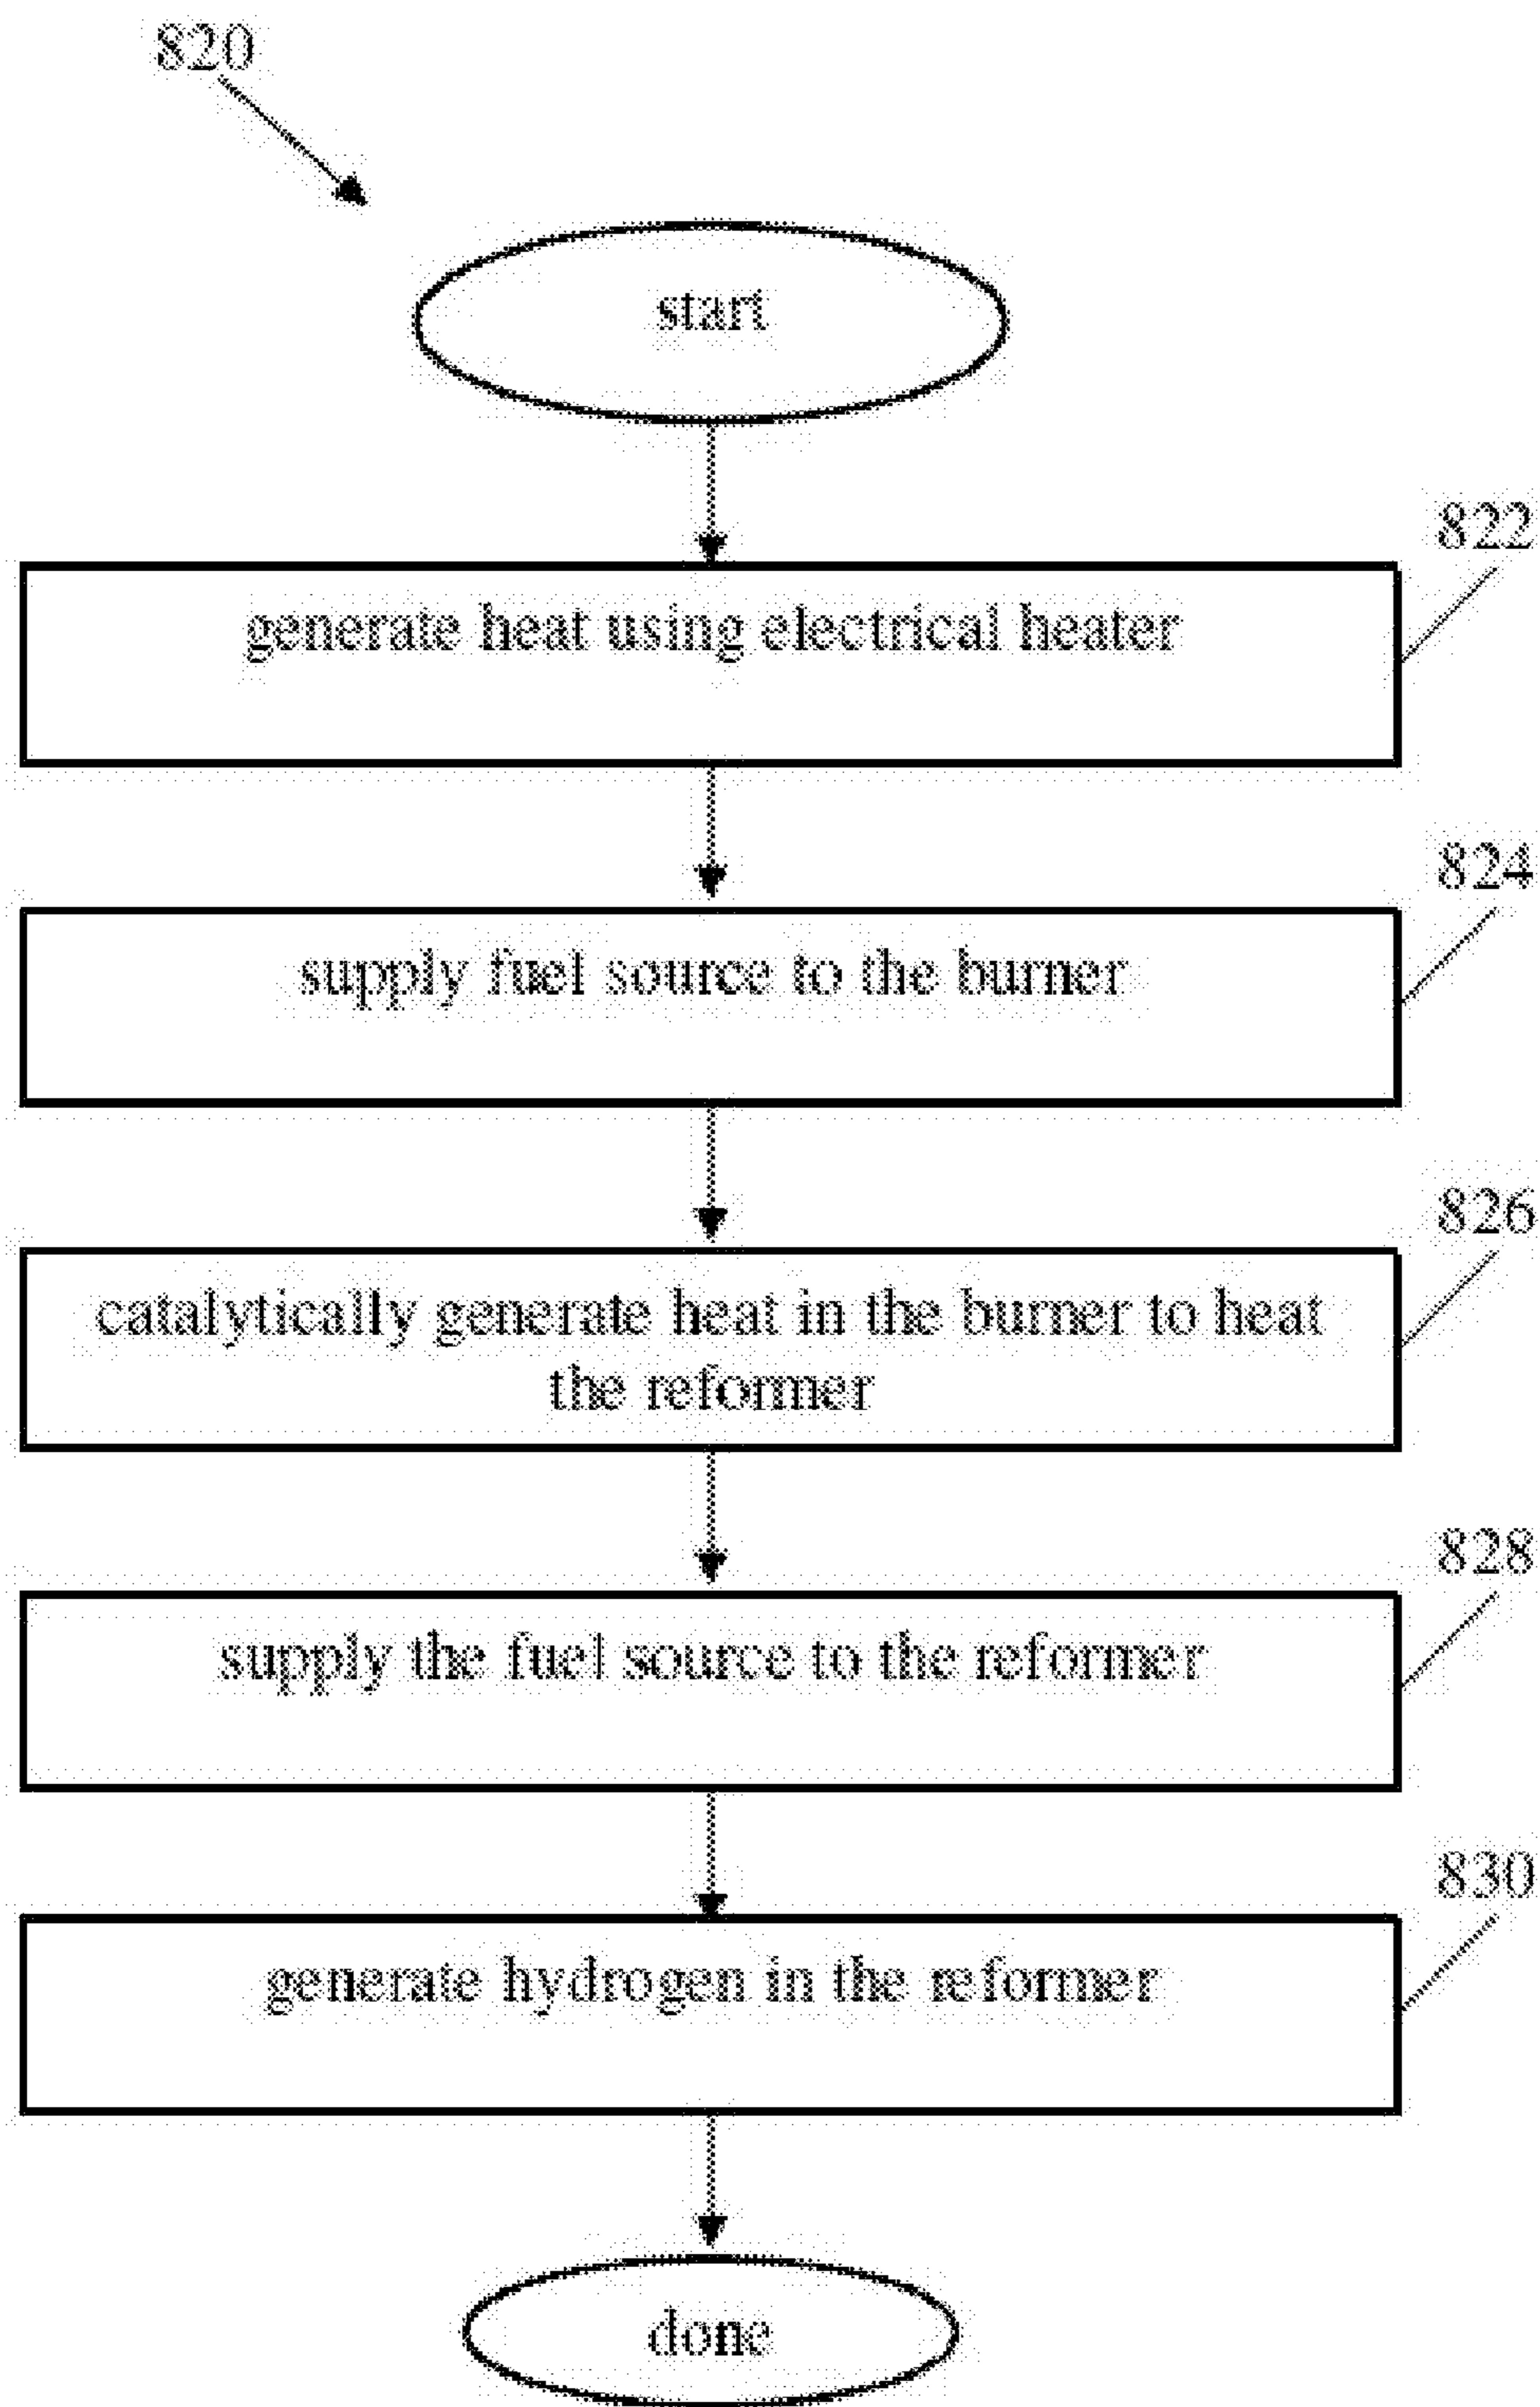 820
start
822
generate heat using electrical heater
824
supply fuel source to the burner
826
catalytically generate heat in the burner to heat
the reformer
828
supply the fuel source to the reformer
830
generate hydrogen in the reformer
done